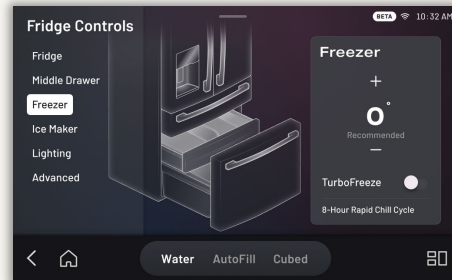 Fridge Controls
BETA 10:32 AM
Fridge
Middle Drawer
Freezer
Ice Maker
Lighting
Advanced
Freezer
+
0°
Recommended
−
TurboFreeze
8-Hour Rapid Chill Cycle
Water AutoFill Cubed